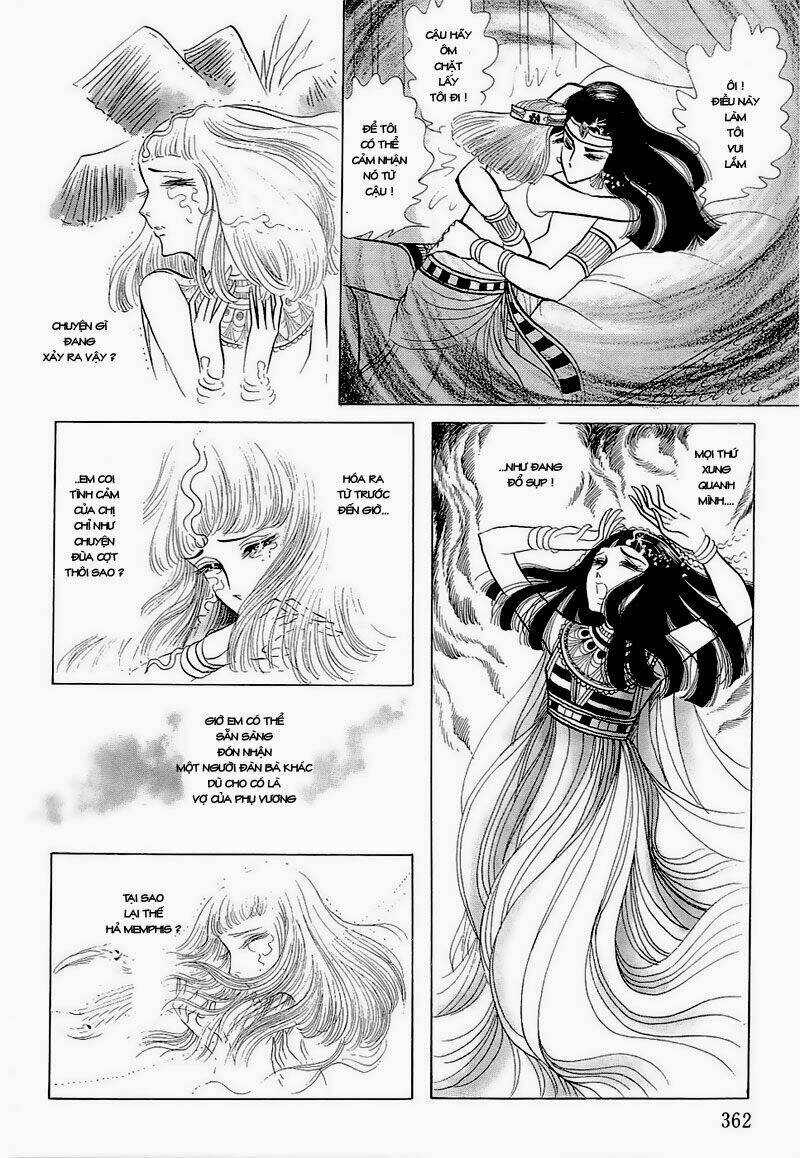 ÔI !
ĐIỀU NÀY
LÀM
TÔI
VUI
LẮM
CẬU HÃY
ÔM
CHẶT
LẤY
TÔI ĐI !
ĐỂ TÔI
CÓ THỂ
CẢM NHẬN
NÓ TỪ
CẬU !
CHUYỆN GÌ
ĐANG
XẢY RA VẬY ?
MỌI THỨ
XUNG
QUANH
MÌNH....
..NHƯ ĐANG
ĐỔ SỤP !
HÓA RA
TỪ TRƯỚC
ĐẾN GIỜ...
..EM COI
TÌNH CẢM
CỦA CHỊ
CHỈ NHƯ
CHUYỆN
ĐÙA CỢT
THÔI SAO ?
GIỜ EM CÓ THỂ
SẴN SÀNG
ĐÓN NHẬN
MỘT NGƯỜI ĐÀN BÀ KHÁC
DÙ CHO CÓ LÀ
VỢ CỦA PHỤ VƯƠNG
TẠI SAO
LẠI THẾ
HẢ MEMPHIS ?
362